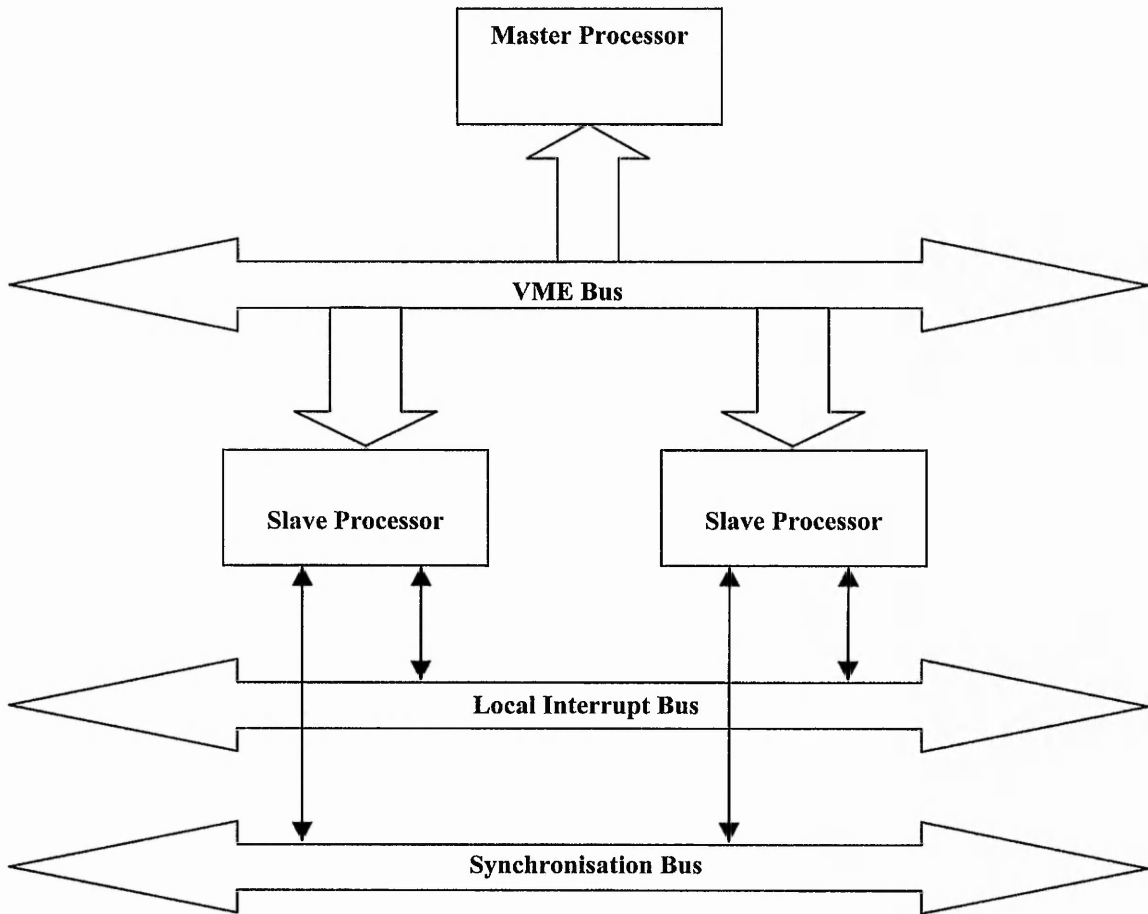 Master Processor
VME Bus
Slave Processor
Slave Processor
Local Interrupt Bus
Synchronisation Bus